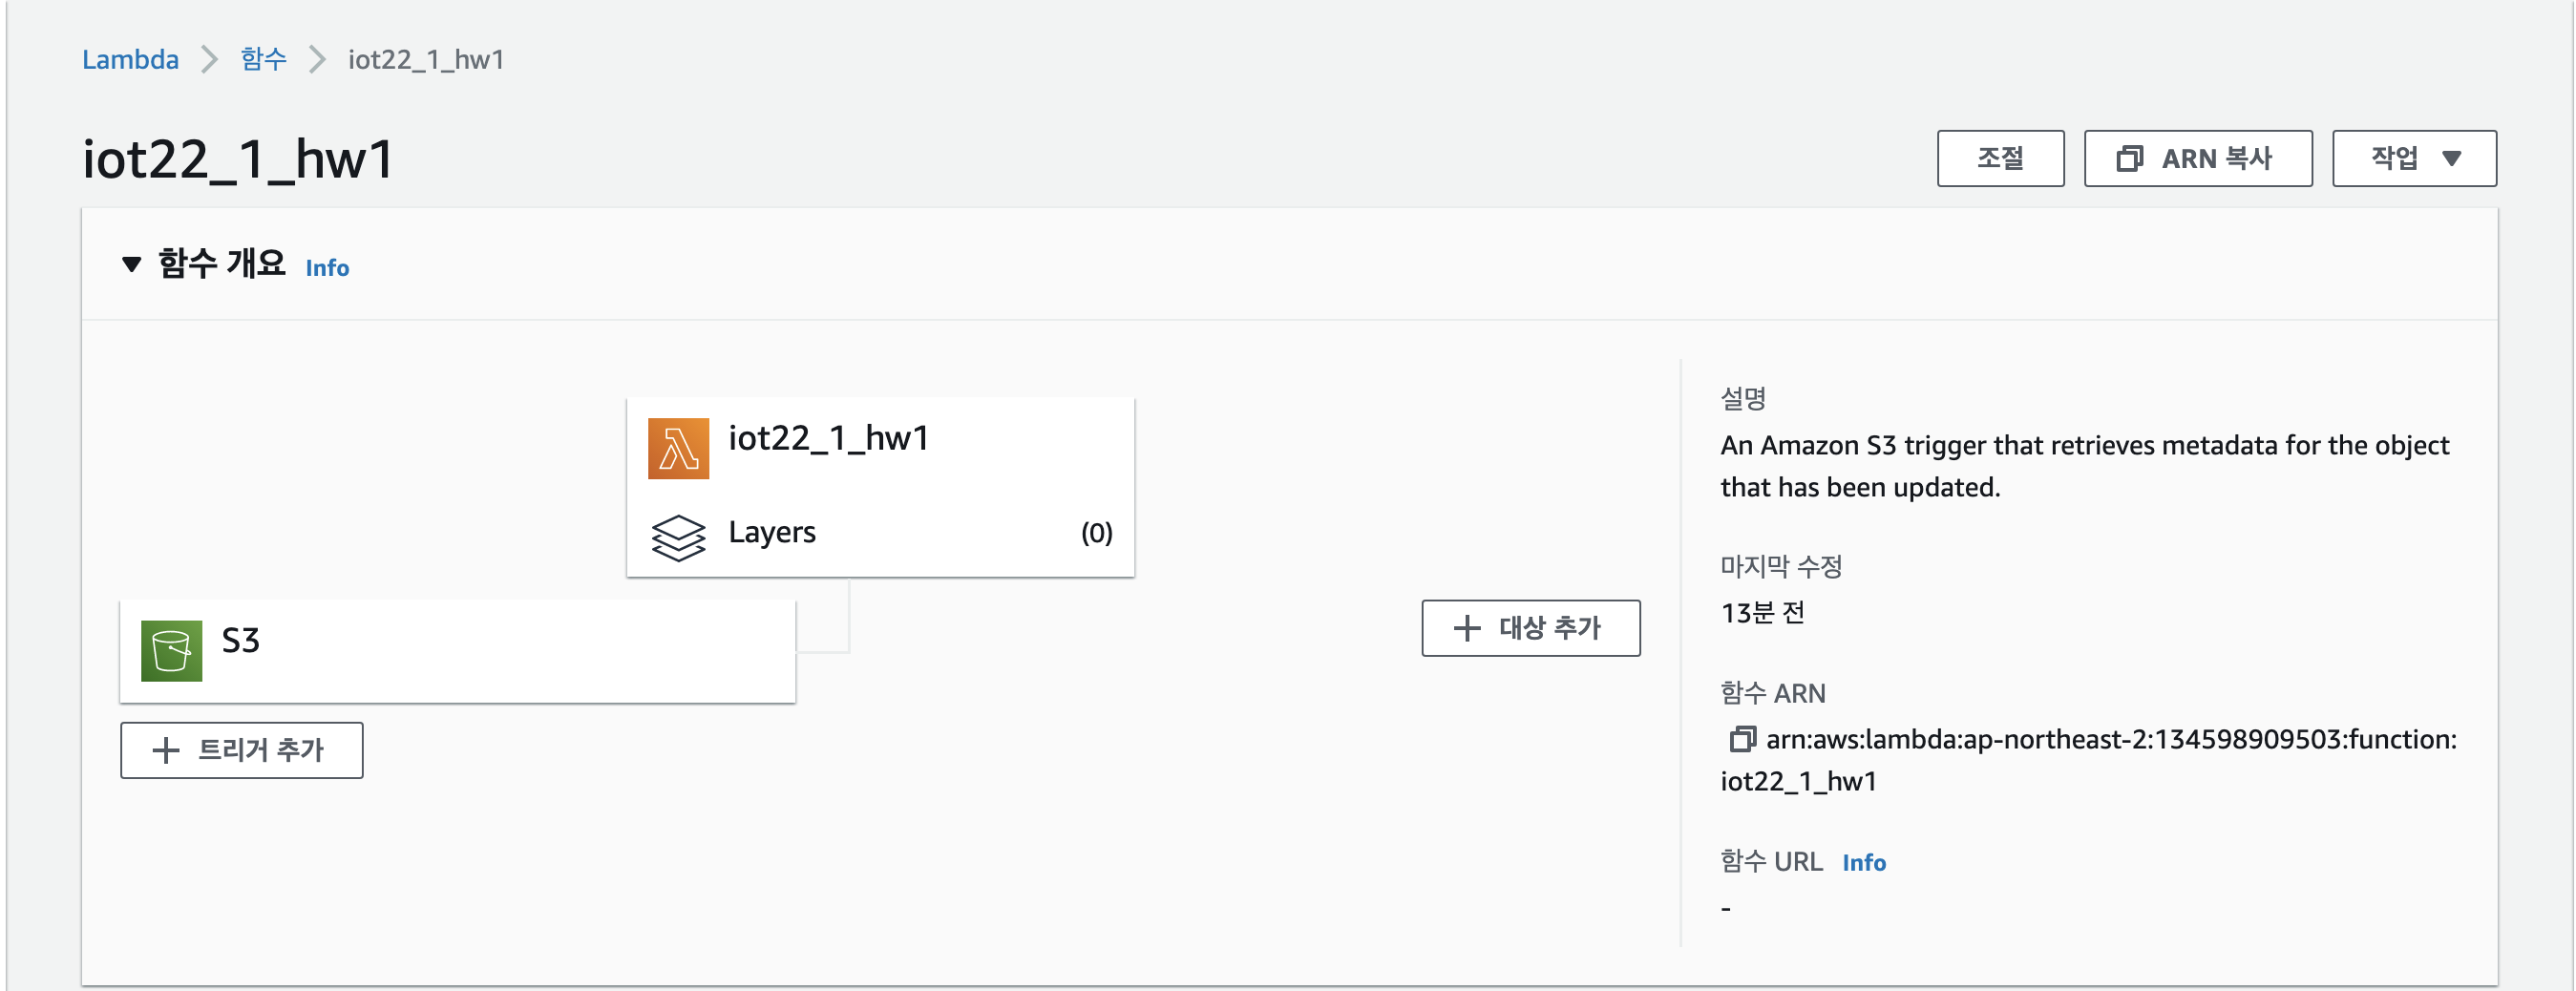 Lambda 함수 iot22_1_hw1
iot22_1_hw1
조절 ARN 복사 작업
함수 개요 Info
iot22_1_hw1
Layers (0)
S3
트리거 추가
대상 추가
설명
An Amazon S3 trigger that retrieves metadata for the object
that has been updated.
마지막 수정
13분 전
함수 ARN
arn:aws:lambda:ap-northeast-2:134598909503:function:
iot22_1_hw1
함수 URL Info
-